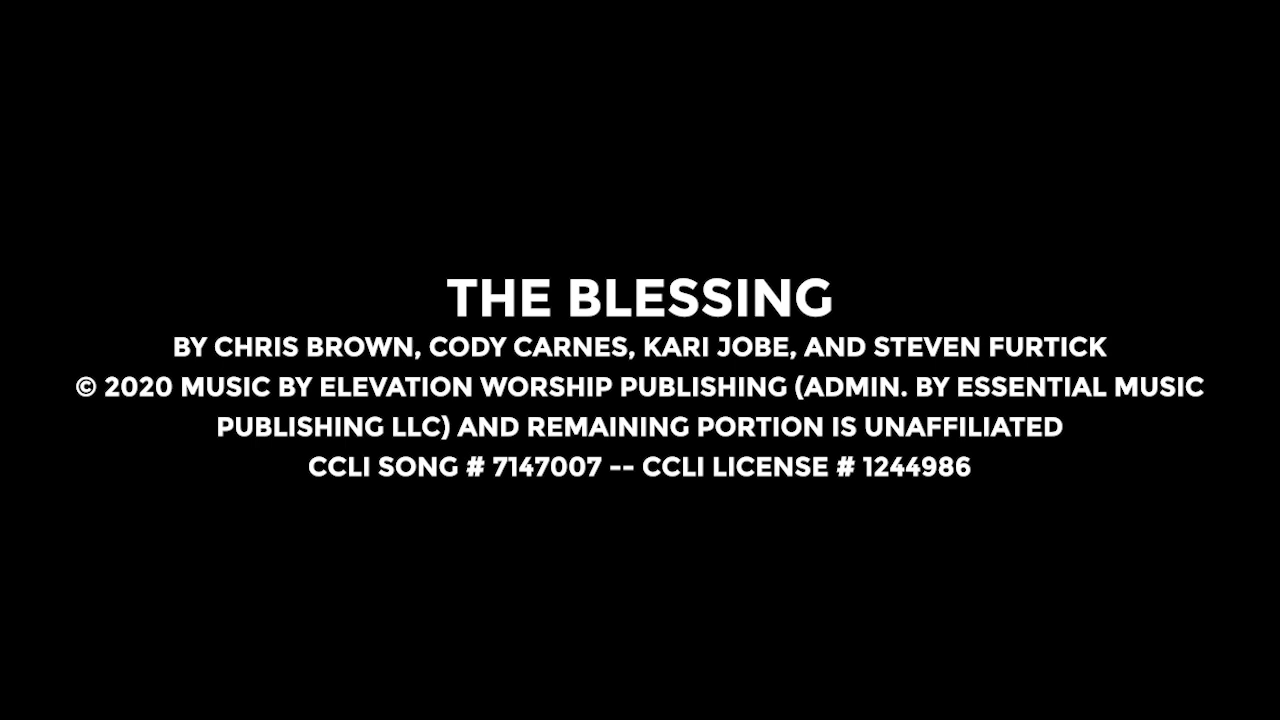 THE BLESSING
BY CHRIS BROWN, CODY CARNES, KARI JOBE, AND STEVEN FURTICK
© 2020 MUSIC BY ELEVATION WORSHIP PUBLISHING (ADMIN. BY ESSENTIAL MUSIC
PUBLISHING LLC) AND REMAINING PORTION IS UNAFFILIATED
CCLI SONG # 7147007 -- CCLI LICENSE # 1244986